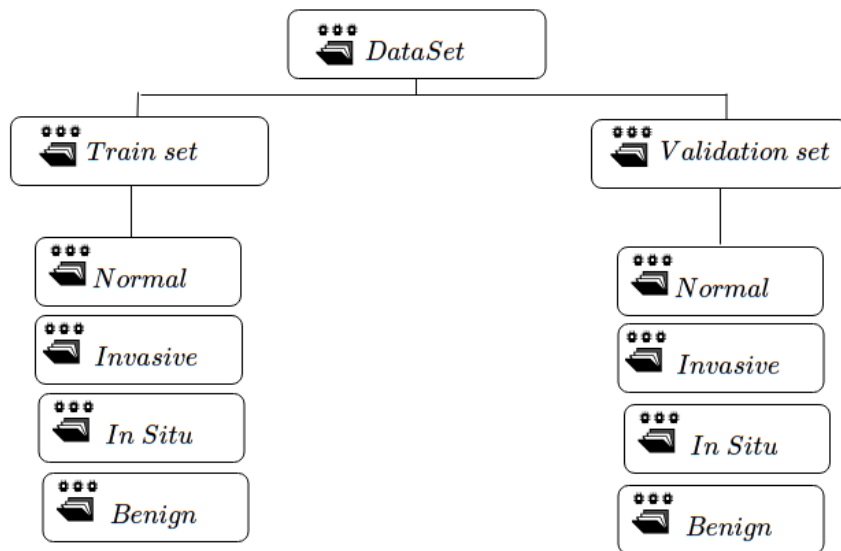 DataSet
Train set
Validation set
Normal
Invasive
In Situ
Benign
Normal
Invasive
In Situ
Benign